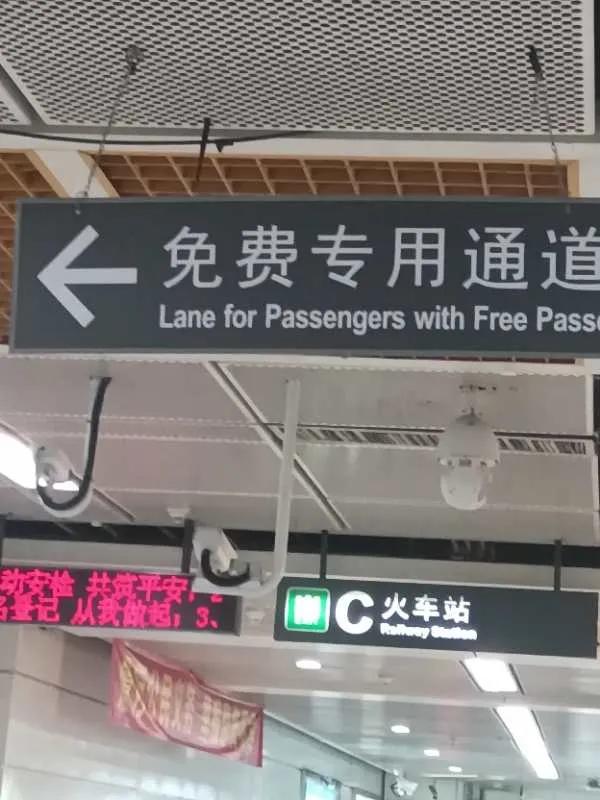 免费专用通道
Lane for Passengers with Free Passe
动安检 共筑平安；2
名登记 从我做起；3、
C 火车站
Railway Station